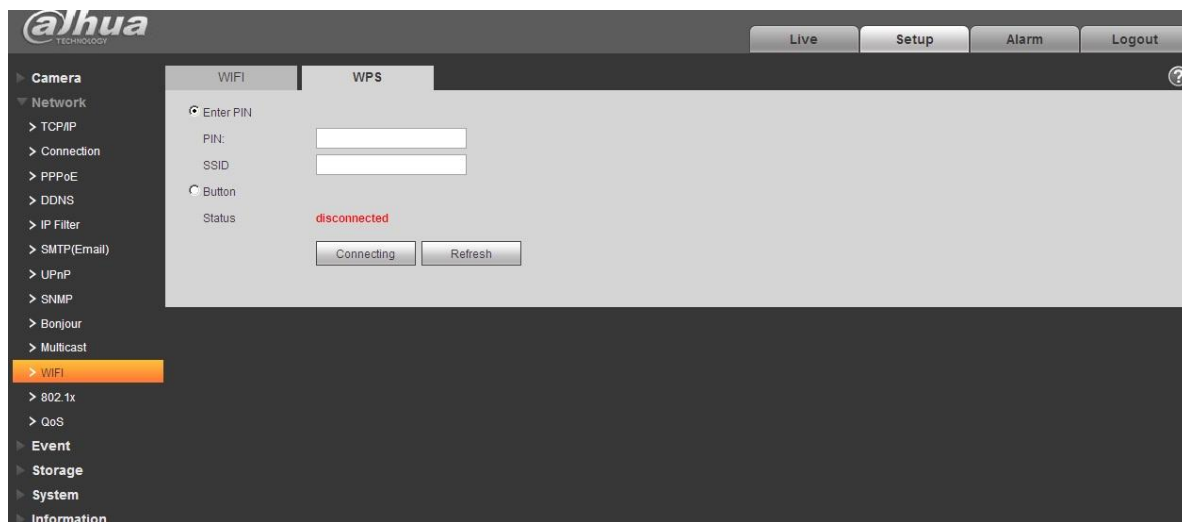 alhua
TECHNOLOGY
Live Setup Alarm Logout
Camera
Network
> TCP/IP
> Connection
> PPPoE
> DDNS
> IP Filter
> SMTP(Email)
> UPnP
> SNMP
> Bonjour
> Multicast
> WIFI
> 802.1x
> QoS
Event
Storage
System
Information
WIFI WPS ?
Enter PIN
PIN:
SSID
Button
Status disconnected
Connecting Refresh